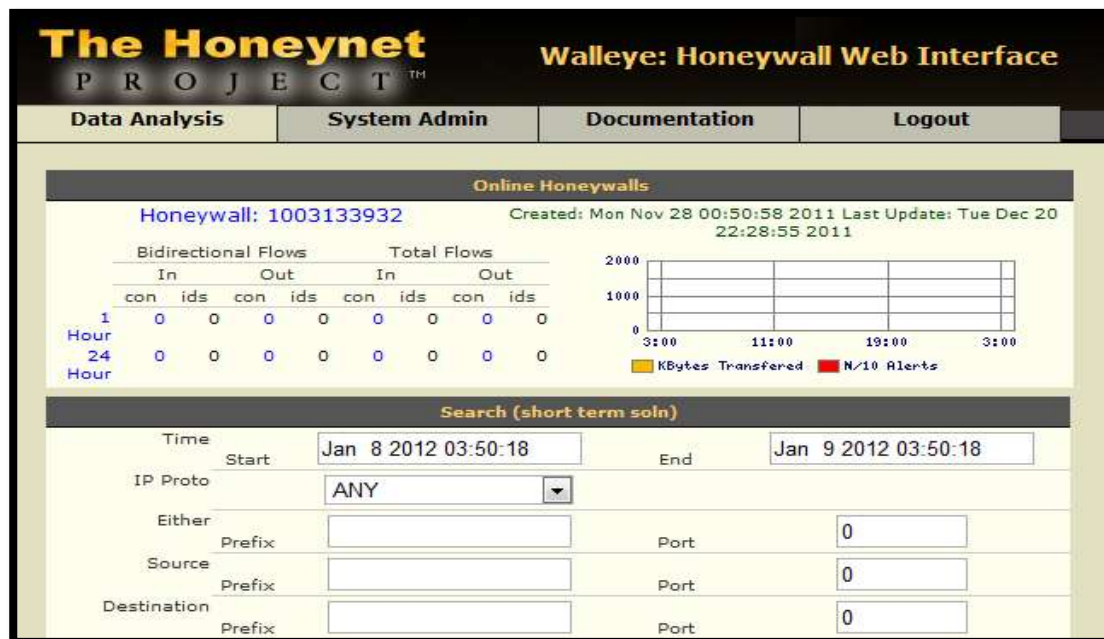 The Honeynet
PROJECT™
Walleye: Honeywall Web Interface
Data Analysis System Admin Documentation Logout
Online Honeywalls
Honeywall: 1003133932
Created: Mon Nov 28 00:50:58 2011 Last Update: Tue Dec 20
22:28:55 2011
Bidirectional Flows Total Flows
In Out In Out
con ids con ids con ids con ids
1 Hour 0 0 0 0 0 0 0 0
24 Hour 0 0 0 0 0 0 0 0
2000
1000
0
3:00 11:00 19:00 3:00
KBytes Transfered N/10 Alerts
Search (short term soln)
Time Start Jan 8 2012 03:50:18 End Jan 9 2012 03:50:18
IP Proto ANY
Either Prefix Port 0
Source Prefix Port 0
Destination Prefix Port 0